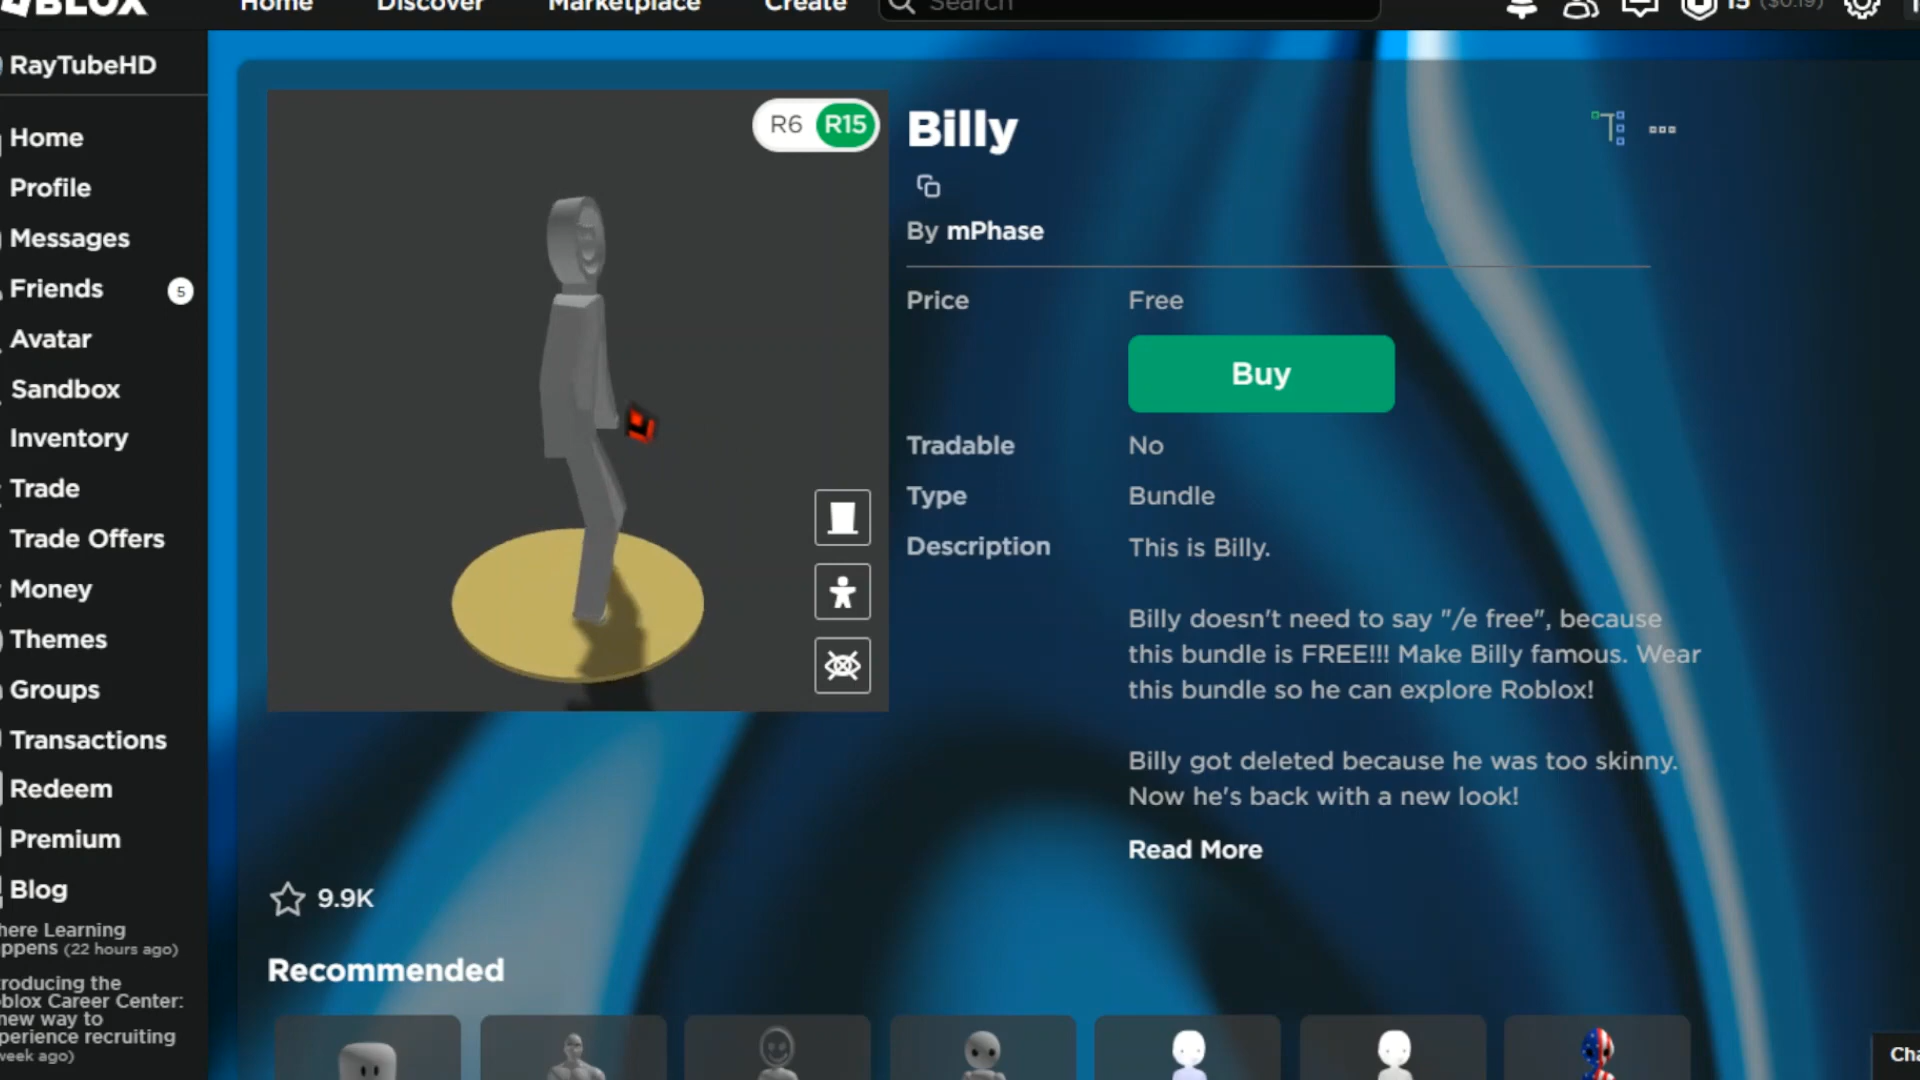 BLOX
Home
Discover
Marketplace
Create
Search
15 ($0.19)
RayTubeHD
Home
Profile
Messages
Friends
5
Avatar
Sandbox
Inventory
Trade
Trade Offers
Money
Themes
Groups
Transactions
Redeem
Premium
Blog
here Learning
ppens (22 hours ago)
roducing the
blox Career Center:
new way to
perience recruiting
week ago)
R6
R15
Billy
By mPhase
Price
Free
Buy
Tradable
No
Type
Bundle
Description
This is Billy.
Billy doesn't need to say "/e free", because
this bundle is FREE!!! Make Billy famous. Wear
this bundle so he can explore Roblox!
Billy got deleted because he was too skinny.
Now he's back with a new look!
Read More
9.9K
Recommended
Cha